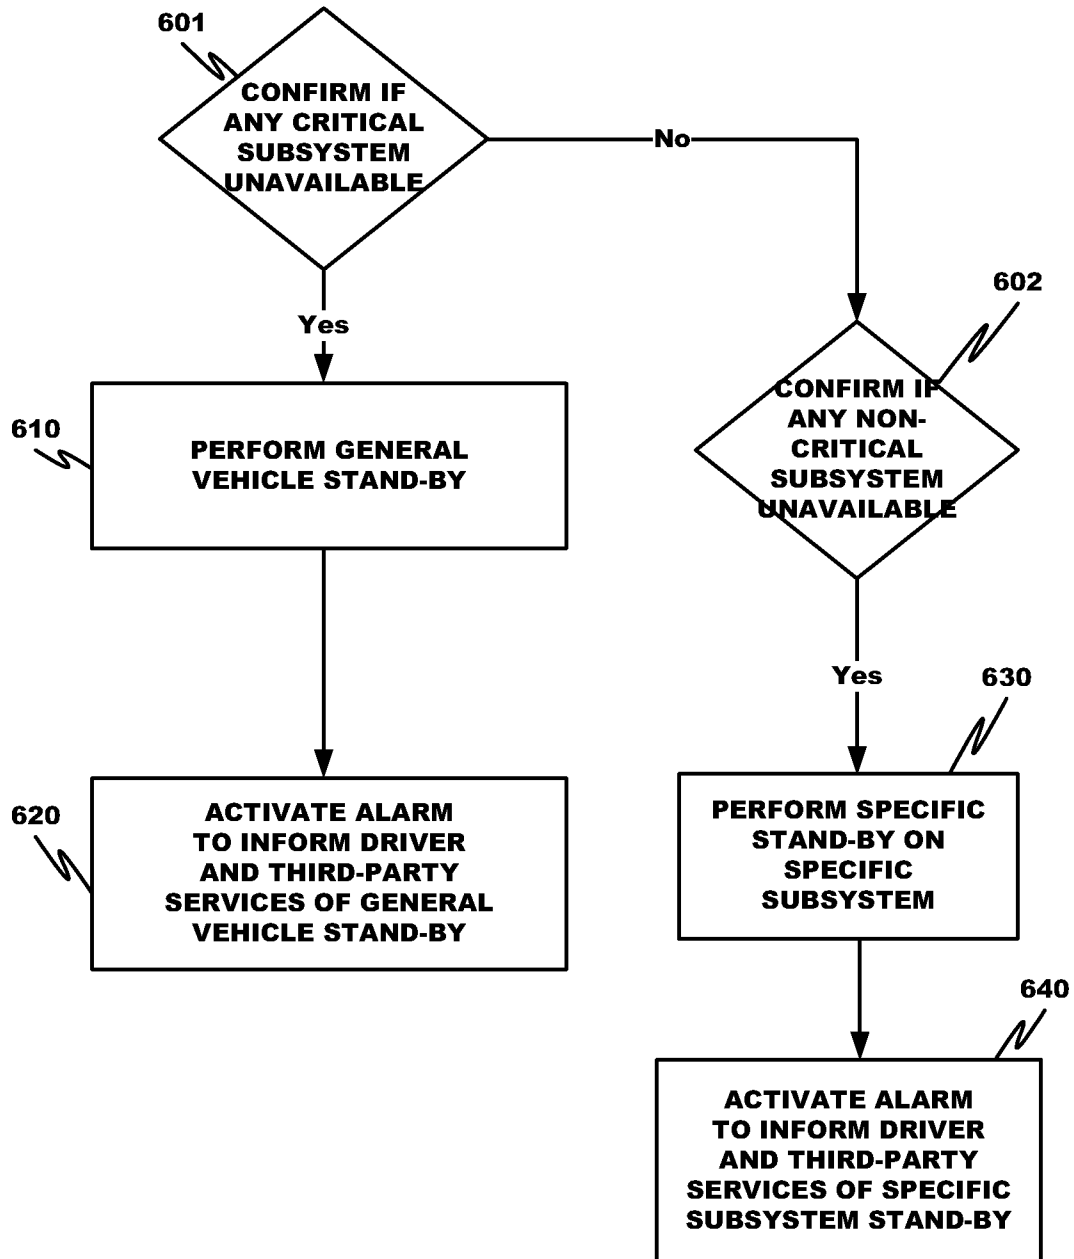 601
CONFIRM IF
ANY CRITICAL
SUBSYSTEM
UNAVAILABLE
No
Yes
602
CONFIRM IF
ANY NON-
CRITICAL
SUBSYSTEM
UNAVAILABLE
610
PERFORM GENERAL
VEHICLE STAND-BY
Yes
630
620
ACTIVATE ALARM
TO INFORM DRIVER
AND THIRD-PARTY
SERVICES OF GENERAL
VEHICLE STAND-BY
PERFORM SPECIFIC
STAND-BY ON
SPECIFIC
SUBSYSTEM
640
ACTIVATE ALARM
TO INFORM DRIVER
AND THIRD-PARTY
SERVICES OF SPECIFIC
SUBSYSTEM STAND-BY